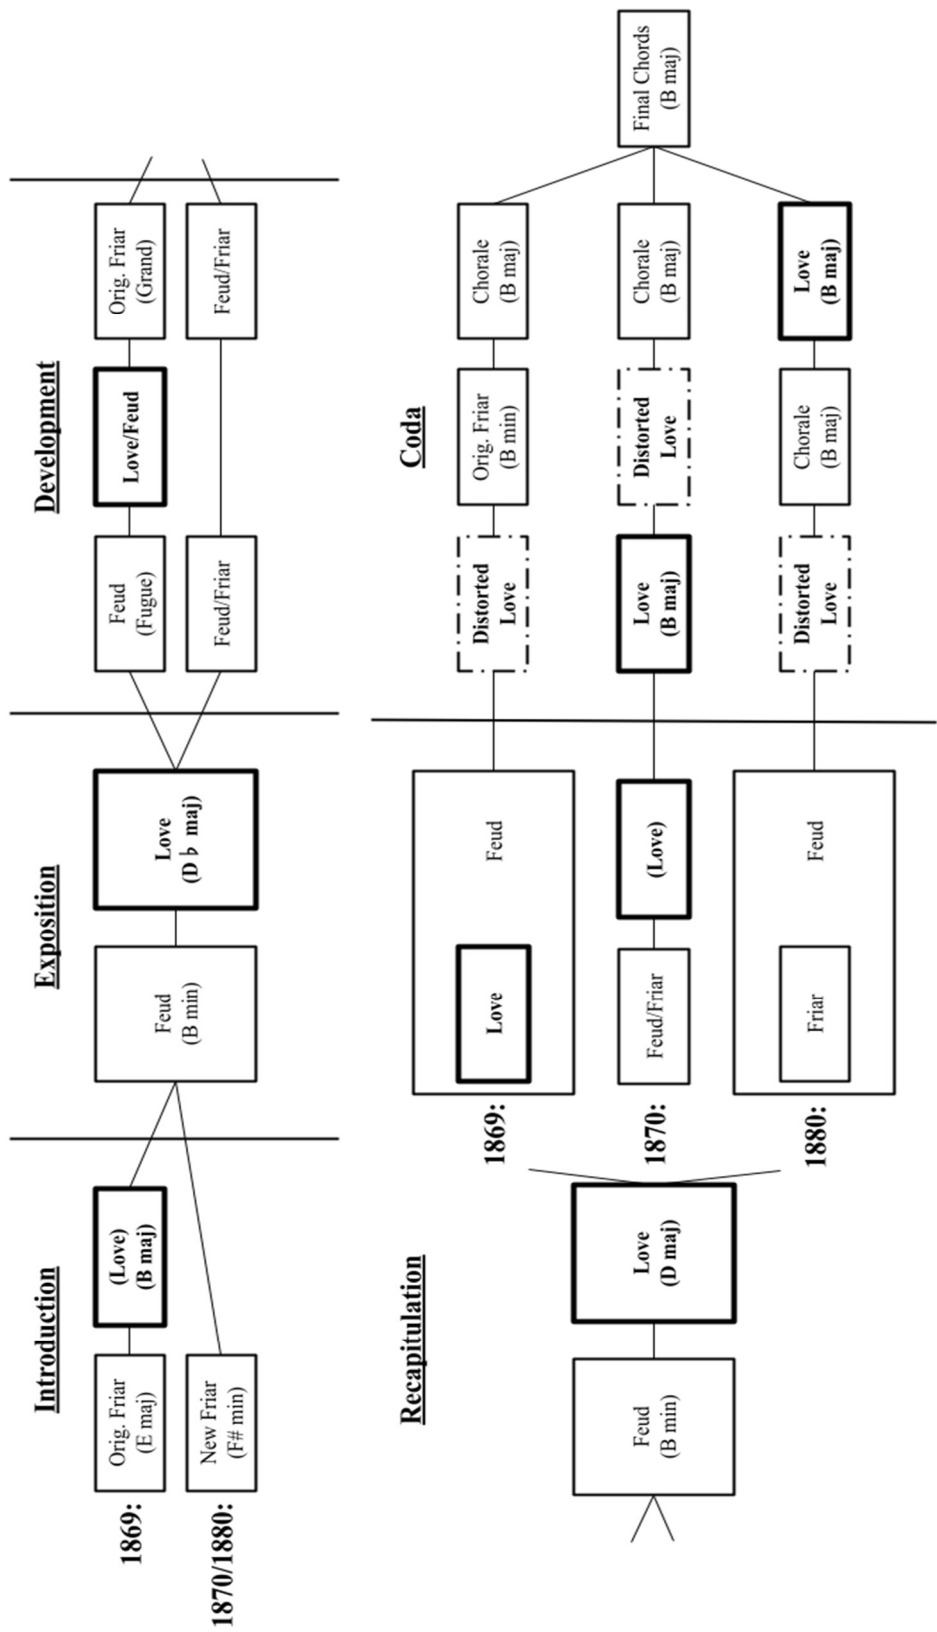 Introduction
Exposition
Development
1869:
Orig. Friar
(E maj)
(Love)
(B maj)
Feud
(B min)
Love
(D♭ maj)
Feud
(Fugue)
Love/Feud
Orig. Friar
(Grand)
1870/1880:
New Friar
(F# min)
Feud/Friar
Feud/Friar
Recapitulation
Coda
Feud
(B min)
Love
(D maj)
1869:
Love
Feud
Distorted
Love
Orig. Friar
(B min)
Chorale
(B maj)
1870:
Feud/Friar
(Love)
Love
(B maj)
Distorted
Love
Chorale
(B maj)
Final Chords
(B maj)
1880:
Friar
Feud
Distorted
Love
Chorale
(B maj)
Love
(B maj)